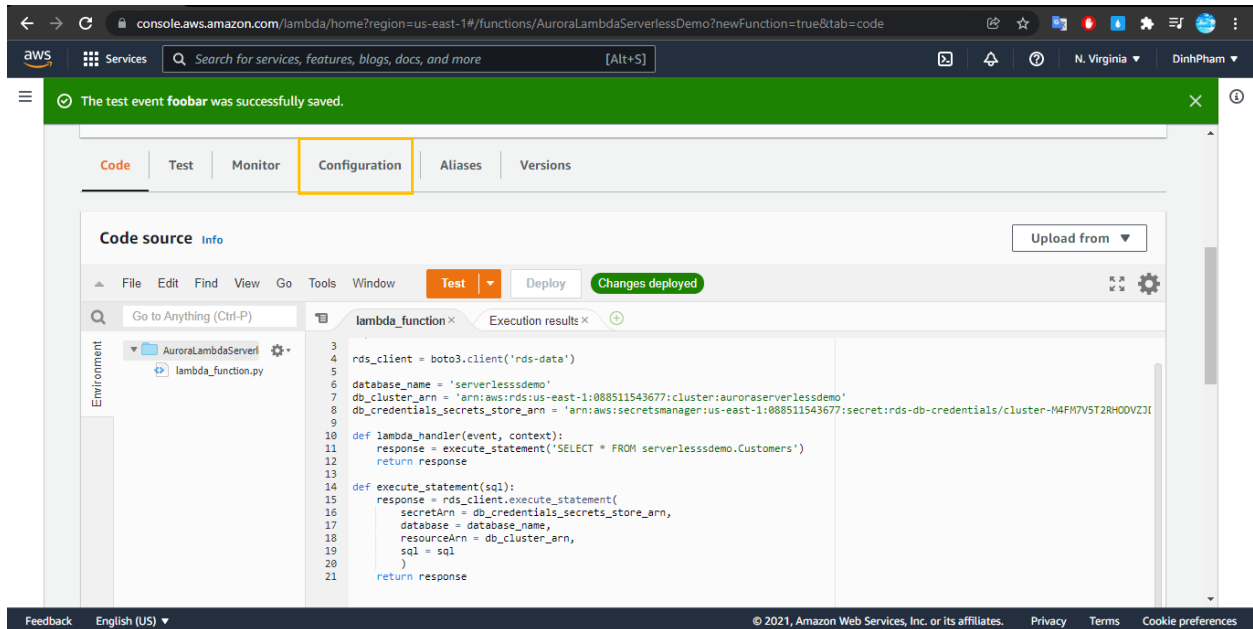 console.aws.amazon.com/lambda/home?region=us-east-1#/functions/AuroraLambdaServerlessDemo?newFunction=true&tab=code
aws Services Search for services, features, blogs, docs, and more [Alt+S] N. Virginia ▼ DinhPham ▼
The test event foobar was successfully saved.
Code Test Monitor Configuration Aliases Versions
Code source Info Upload from ▼
File Edit Find View Go Tools Window Test Deploy Changes deployed
Go to Anything (Ctrl-P) lambda_function × Execution results ×
Environment
AuroraLambdaServerl
lambda_function.py
3
4 rds_client = boto3.client('rds-data')
5
6 database_name = 'serverlesssdemo'
7 db_cluster_arn = 'arn:aws:rds:us-east-1:088511543677:cluster:auroraserverlessdemo'
8 db_credentials_secrets_store_arn = 'arn:aws:secretsmanager:us-east-1:088511543677:secret:rds-db-credentials/cluster-M4FM7V5T2RHODVZJ
9
10 def lambda_handler(event, context):
11 response = execute_statement('SELECT * FROM serverlesssdemo.Customers')
12 return response
13
14 def execute_statement(sql):
15 response = rds_client.execute_statement(
16 secretArn = db_credentials_secrets_store_arn,
17 database = database_name,
18 resourceArn = db_cluster_arn,
19 sql = sql
20 )
21 return response
Feedback English (US) ▼ © 2021, Amazon Web Services, Inc. or its affiliates. Privacy Terms Cookie preferences